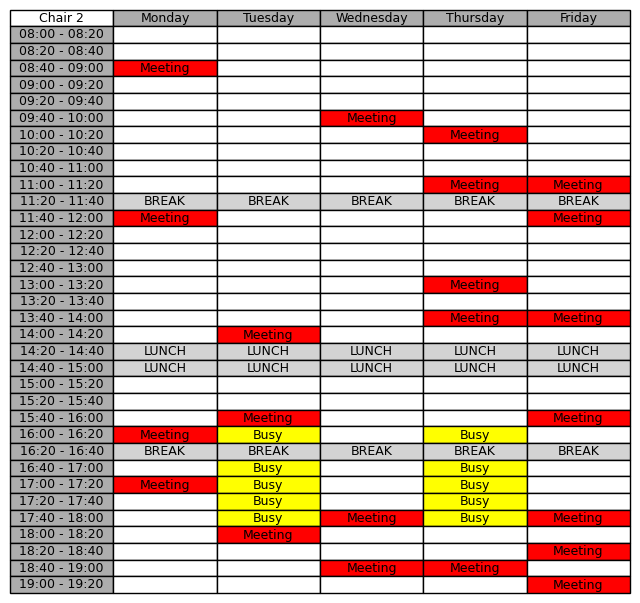 Chair 2 Monday Tuesday Wednesday Thursday Friday
08:00 - 08:20
08:20 - 08:40
08:40 - 09:00 Meeting
09:00 - 09:20
09:20 - 09:40
09:40 - 10:00 Meeting
10:00 - 10:20 Meeting
10:20 - 10:40
10:40 - 11:00
11:00 - 11:20 Meeting Meeting
11:20 - 11:40 BREAK BREAK BREAK BREAK BREAK
11:40 - 12:00 Meeting Meeting
12:00 - 12:20
12:20 - 12:40
12:40 - 13:00
13:00 - 13:20 Meeting
13:20 - 13:40
13:40 - 14:00 Meeting Meeting
14:00 - 14:20 Meeting
14:20 - 14:40 LUNCH LUNCH LUNCH LUNCH LUNCH
14:40 - 15:00 LUNCH LUNCH LUNCH LUNCH LUNCH
15:00 - 15:20
15:20 - 15:40
15:40 - 16:00 Meeting Meeting
16:00 - 16:20 Meeting Busy Busy
16:20 - 16:40 BREAK BREAK BREAK BREAK BREAK
16:40 - 17:00 Busy Busy
17:00 - 17:20 Meeting Busy Busy
17:20 - 17:40 Busy Busy
17:40 - 18:00 Busy Meeting Busy Meeting
18:00 - 18:20 Meeting
18:20 - 18:40 Meeting
18:40 - 19:00 Meeting Meeting
19:00 - 19:20 Meeting